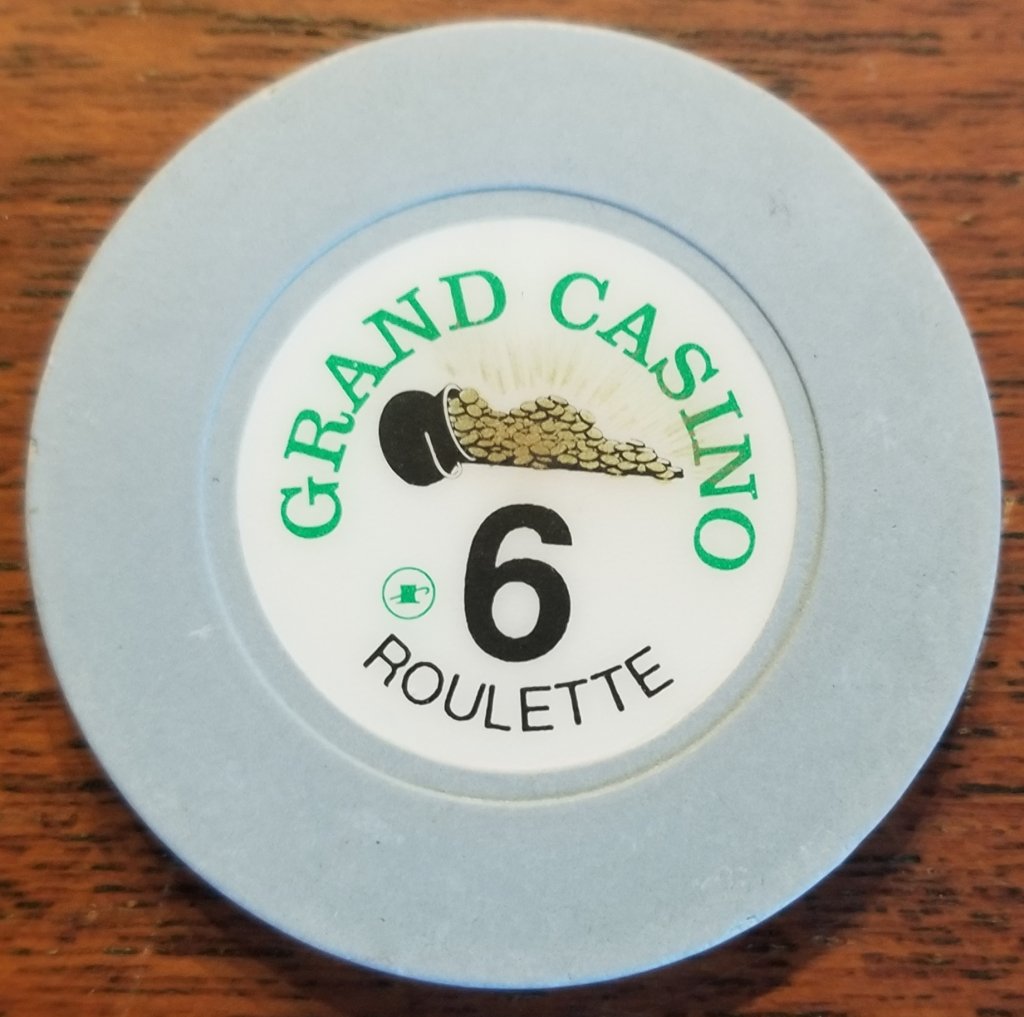 GRAND CASINO
6
ROULETTE